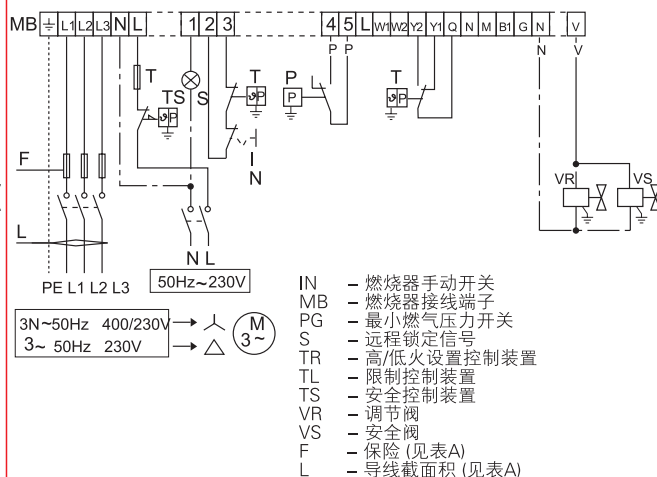 MB L1 L2 L3 N L 1 2 3 4 5 L W1 W2 Y2 Y1 Q N M B1 G N V
P P N V
T TS S T P T
ϑP P ϑP
ϑP
F IN VR VS
L
N L
PE L1 L2 L3
50Hz~230V
3N~50Hz 400/230V
3~ 50Hz 230V
M
3~
IN – 燃烧器手动开关
MB – 燃烧器接线端子
PG – 最小燃气压力开关
S – 远程锁定信号
TR – 高/低火设置控制装置
TL – 限制控制装置
TS – 安全控制装置
VR – 调节阀
VS – 安全阀
F – 保险 (见表A)
L – 导线截面积 (见表A)